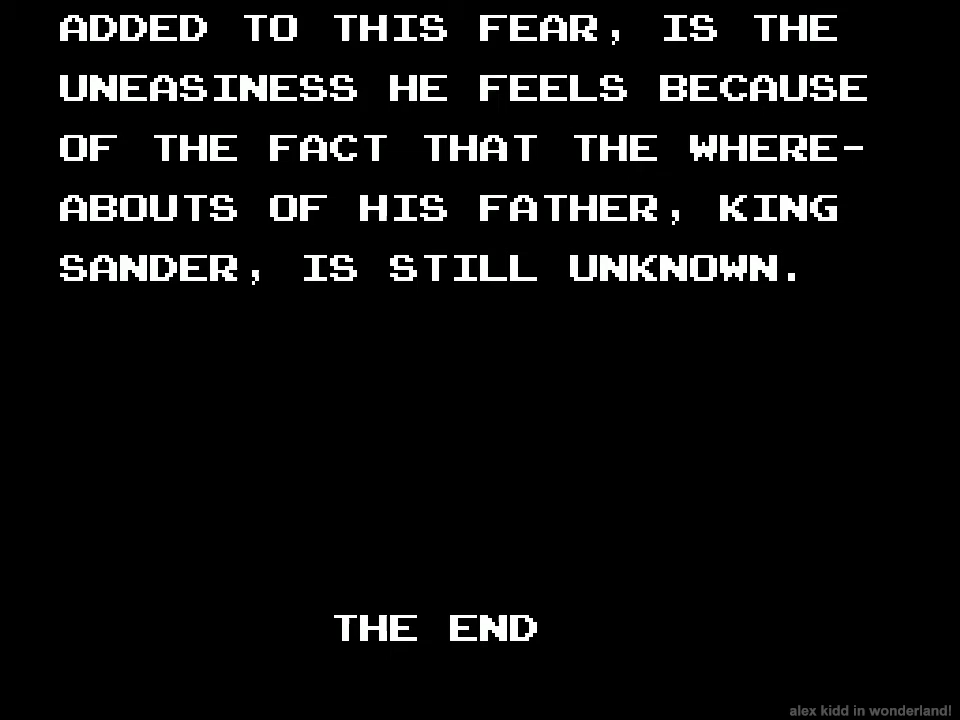 ADDED TO THIS FEAR, IS THE
UNEASINESS HE FEELS BECAUSE
OF THE FACT THAT THE WHERE-
ABOUTS OF HIS FATHER, KING
SANDER, IS STILL UNKNOWN.
THE END
alex kidd in wonderland!